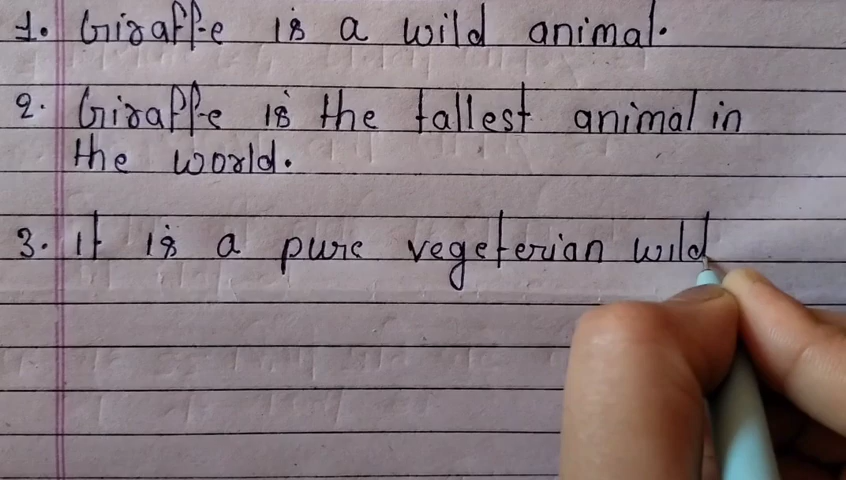 1. Giraffe is a wild animal.
2. Giraffe is the tallest animal in
the world.
3. it is a pure vegeterian wild